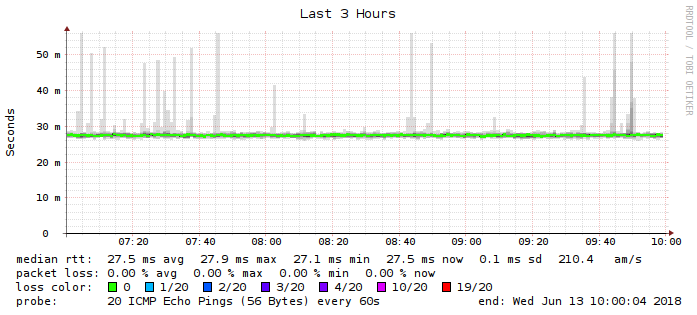 Last 3 Hours
RRDTOOL / TOBI OETIKER
Seconds
50 m
40 m
30 m
20 m
10 m
0
07:20 07:40 08:00 08:20 08:40 09:00 09:20 09:40 10:00
median rtt: 27.5 ms avg 27.9 ms max 27.1 ms min 27.5 ms now 0.1 ms sd 210.4 am/s
packet loss: 0.00 % avg 0.00 % max 0.00 % min 0.00 % now
loss color: 0 1/20 2/20 3/20 4/20 10/20 19/20
probe: 20 ICMP Echo Pings (56 Bytes) every 60s end: Wed Jun 13 10:00:04 2018